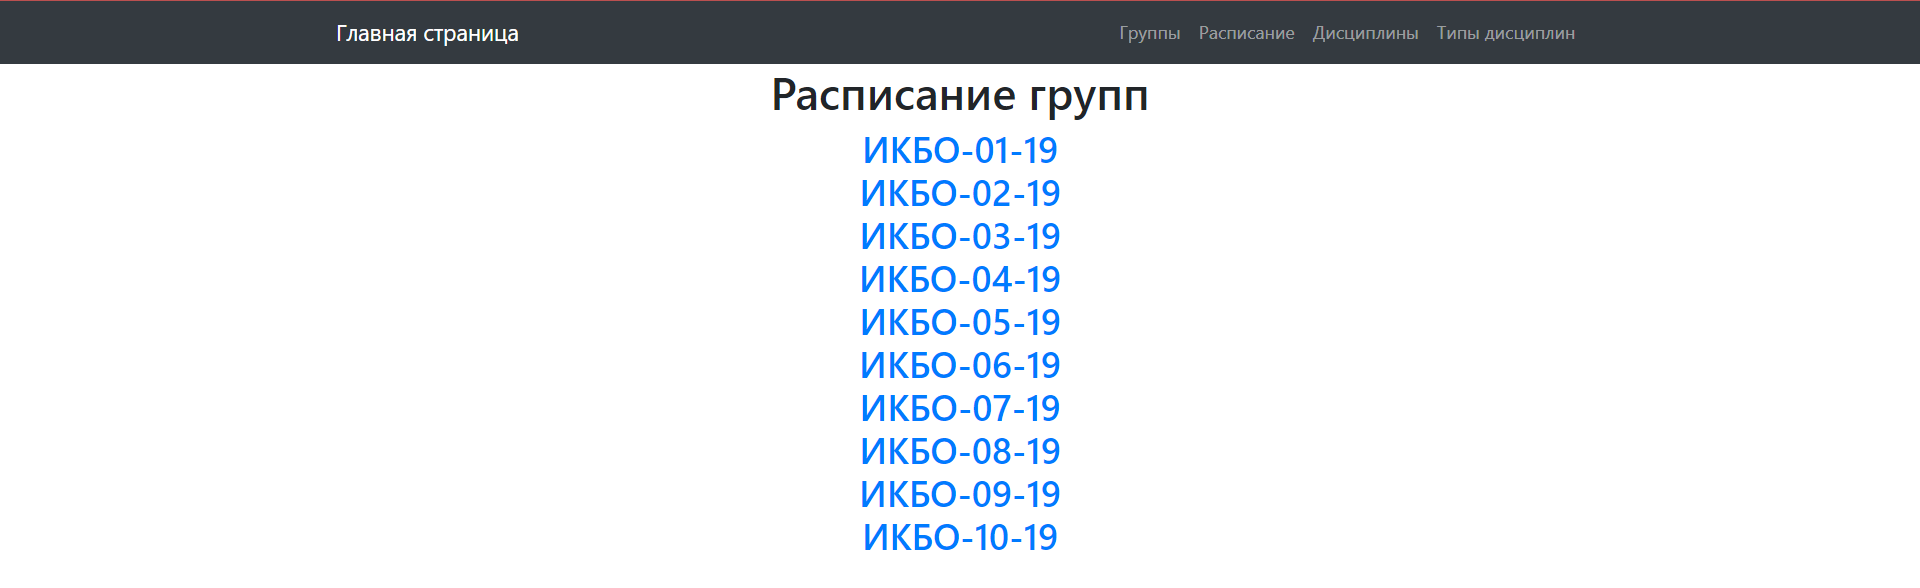 Главная страница
Группы Расписание Дисциплины Типы дисциплин
Расписание групп
ИКБО-01-19
ИКБО-02-19
ИКБО-03-19
ИКБО-04-19
ИКБО-05-19
ИКБО-06-19
ИКБО-07-19
ИКБО-08-19
ИКБО-09-19
ИКБО-10-19